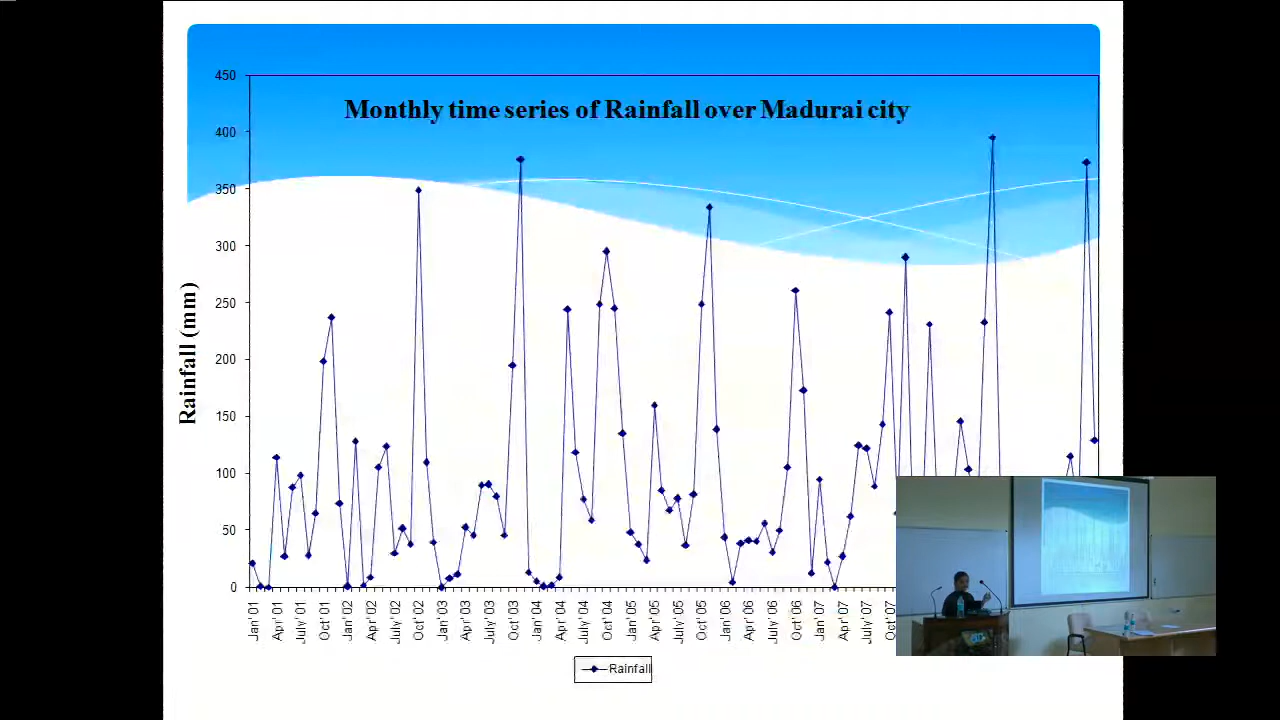 Monthly time series of Rainfall over Madurai city
450
400
350
300
250
200
150
100
50
0
Rainfall (mm)
Jan' 01
Apr' 01
July' 01
Oct' 01
Jan' 02
Apr' 02
July' 02
Oct' 02
Jan' 03
Apr' 03
July' 03
Oct' 03
Jan' 04
Apr' 04
July' 04
Oct' 04
Jan' 05
Apr' 05
July' 05
Oct' 05
Jan' 06
Apr' 06
July' 06
Oct' 06
Jan' 07
Apr' 07
July' 07
Oct' 07
Rainfall